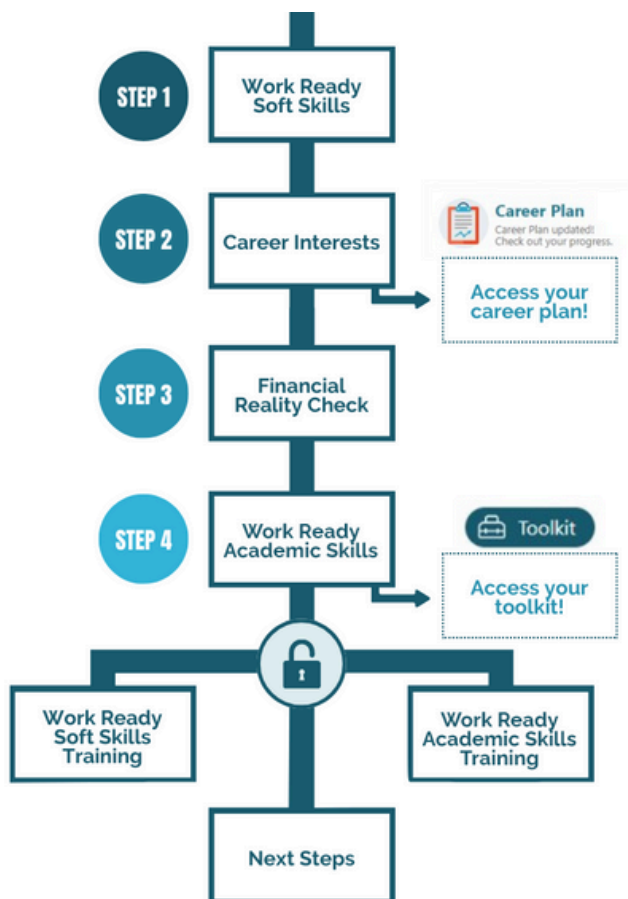 STEP 1
Work Ready
Soft Skills
STEP 2
Career Interests
Career Plan
Career Plan updated!
Check out your progress.
Access your
career plan!
STEP 3
Financial
Reality Check
STEP 4
Work Ready
Academic Skills
Toolkit
Access your
toolkit!
Work Ready
Soft Skills
Training
Work Ready
Academic Skills
Training
Next Steps